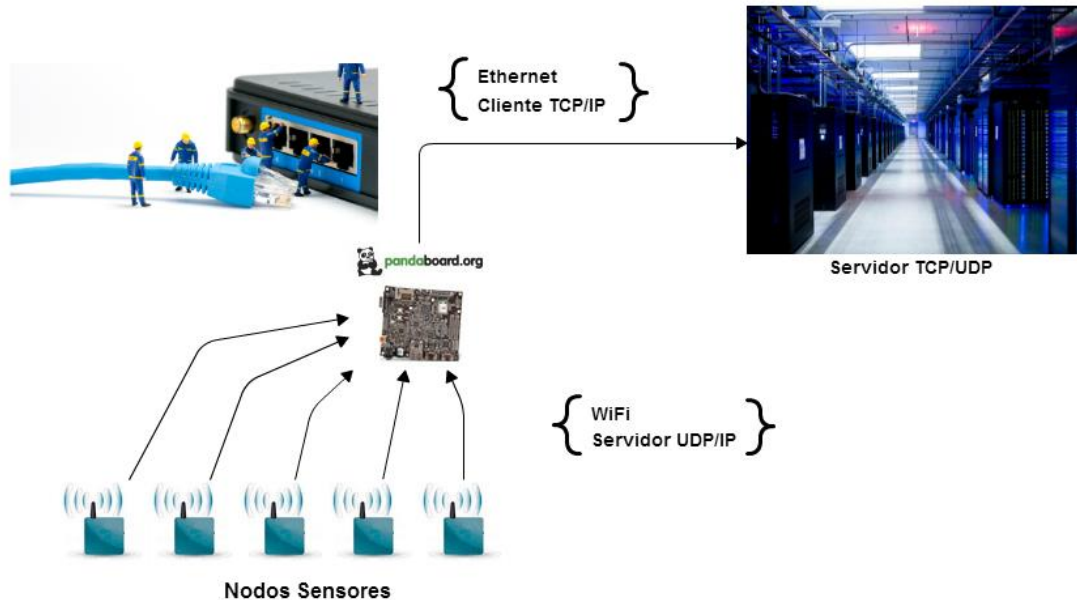 Ethernet
Cliente TCP/IP
Servidor TCP/UDP
pandaboard.org
WiFi
Servidor UDP/IP
Nodos Sensores